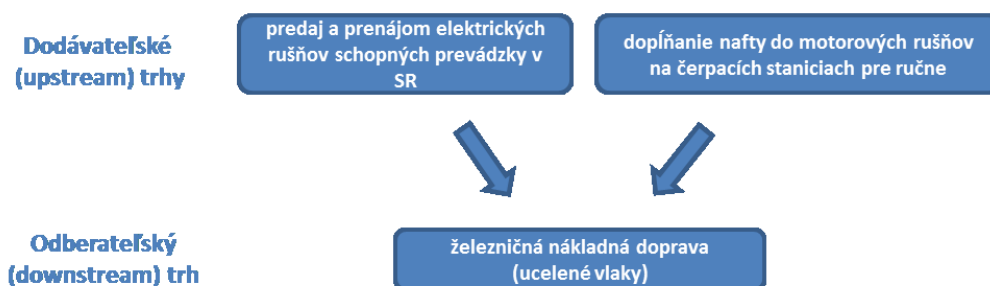 Dodávateľské
(upstream) trhy
predaj a prenájom elektrických
rušňov schopných prevádzky v
SR
dopĺňanie nafty do motorových rušňov
na čerpacích staniciach pre ručne
Odberateľský
(downstream) trh
železničná nákladná doprava
(ucelené vlaky)